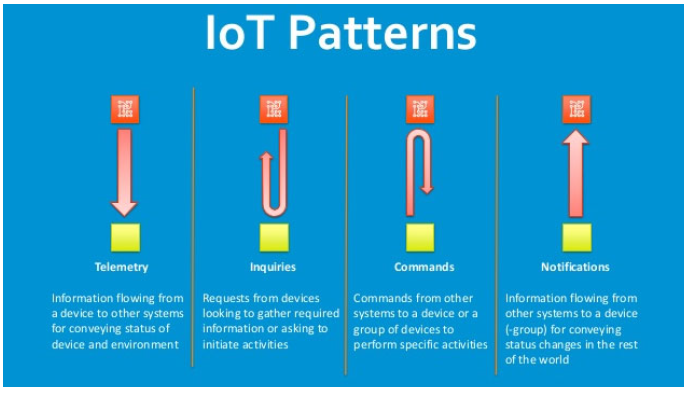 IoT Patterns
Telemetry
Information flowing from
a device to other systems
for conveying status of
device and environment
Inquiries
Requests from devices
looking to gather required
information or asking to
initiate activities
Commands
Commands from other
systems to a device or a
group of devices to
perform specific activities
Notifications
Information flowing from
other systems to a device
(-group) for conveying
status changes in the rest
of the world